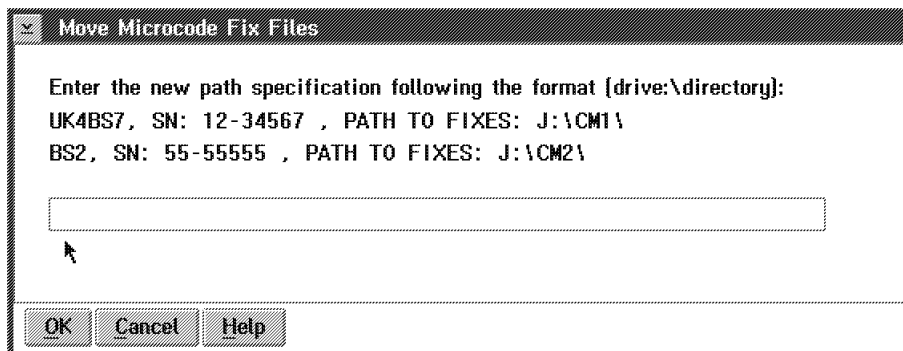 Move Microcode Fix Files
Enter the new path specification following the format (drive:\directory):
UK4BS7, SN: 12-34567 , PATH TO FIXES: J:\CM1\
BS2, SN: 55-55555 , PATH TO FIXES: J:\CM2\
OK Cancel Help